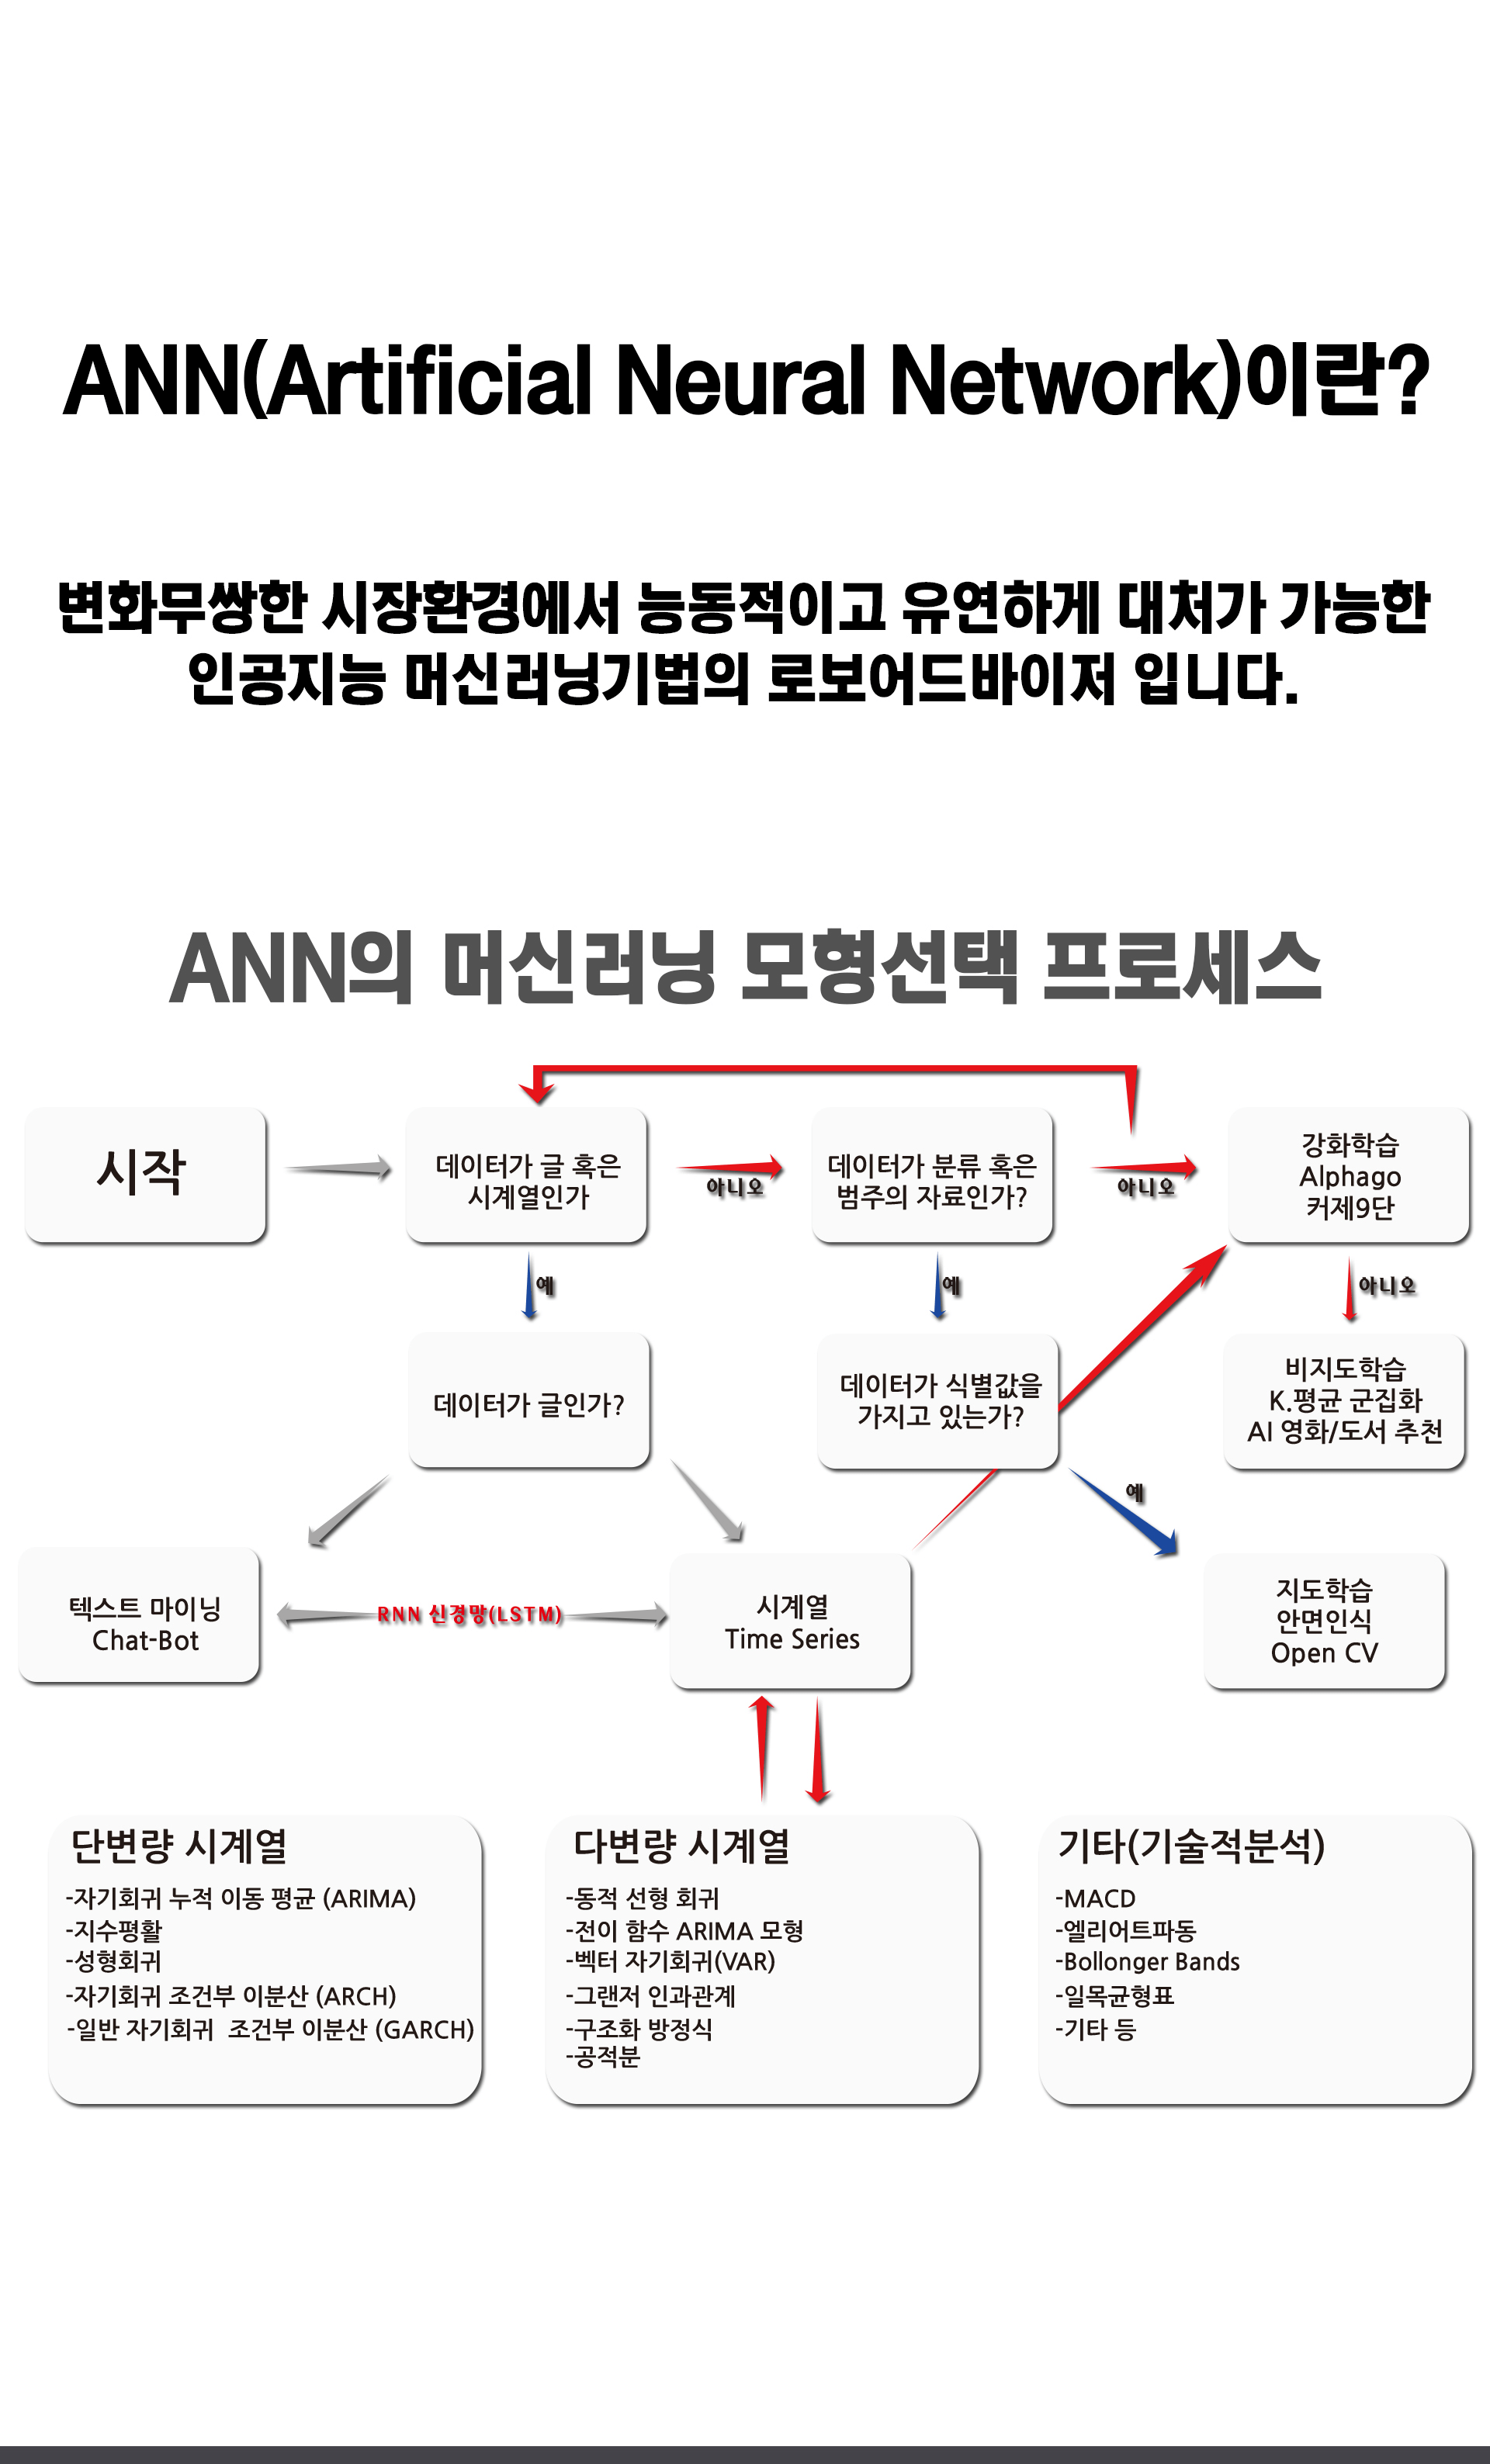 ANN(Artificial Neural Network)이란?
변화무쌍한 시장환경에서 능동적이고 유연하게 대처가 가능한
인공지능 머신러닝기법의 로보어드바이저 입니다.
ANN의 머신러닝 모형선택 프로세스
시작
데이터가 글 혹은
시계열인가
아니오
데이터가 분류 혹은
범주의 자료인가?
아니오
강화학습
Alphago
커제9단
예
예
아니오
데이터가 글인가?
데이터가 식별값을
가지고 있는가?
비지도학습
K.평균 군집화
AI 영화/도서 추천
예
텍스트 마이닝
Chat-Bot
RNN 신경망(LSTM)
시계열
Time Series
지도학습
안면인식
Open CV
단변량 시계열
-자기회귀 누적 이동 평균 (ARIMA)
-지수평활
-성형회귀
-자기회귀 조건부 이분산 (ARCH)
-일반 자기회귀 조건부 이분산 (GARCH)
다변량 시계열
-동적 선형 회귀
-전이 함수 ARIMA 모형
-벡터 자기회귀(VAR)
-그랜저 인과관계
-구조화 방정식
-공적분
기타(기술적분석)
-MACD
-엘리어트파동
-Bollonger Bands
-일목균형표
-기타 등